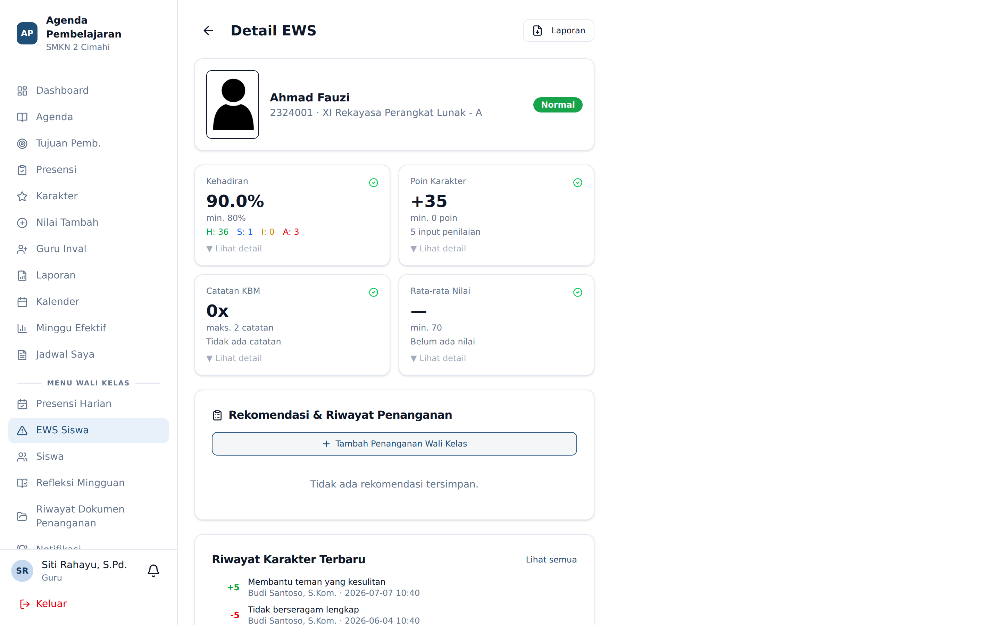 AP
Agenda
Pembelajaran
SMKN 2 Cimahi
Dashboard
Agenda
Tujuan Pemb.
Presensi
Karakter
Nilai Tambah
Guru Inval
Laporan
Kalender
Minggu Efektif
Jadwal Saya
MENU WALI KELAS
Presensi Harian
EWS Siswa
Siswa
Refleksi Mingguan
Riwayat Dokumen
Penanganan
Notifikasi
SR
Siti Rahayu, S.Pd.
Guru
Keluar
Detail EWS
Laporan
Ahmad Fauzi
2324001 · XI Rekayasa Perangkat Lunak - A
Normal
Kehadiran
90.0%
min. 80%
H: 36 S: 1 I: 0 A: 3
▼ Lihat detail
Poin Karakter
+35
min. 0 poin
5 input penilaian
▼ Lihat detail
Catatan KBM
0x
maks. 2 catatan
Tidak ada catatan
▼ Lihat detail
Rata-rata Nilai
—
min. 70
Belum ada nilai
▼ Lihat detail
Rekomendasi & Riwayat Penanganan
Tambah Penanganan Wali Kelas
Tidak ada rekomendasi tersimpan.
Riwayat Karakter Terbaru
Lihat semua
+5
Membantu teman yang kesulitan
Budi Santoso, S.Kom. · 2026-07-07 10:40
-5
Tidak berseragam lengkap
Budi Santoso, S.Kom. · 2026-06-04 10:40